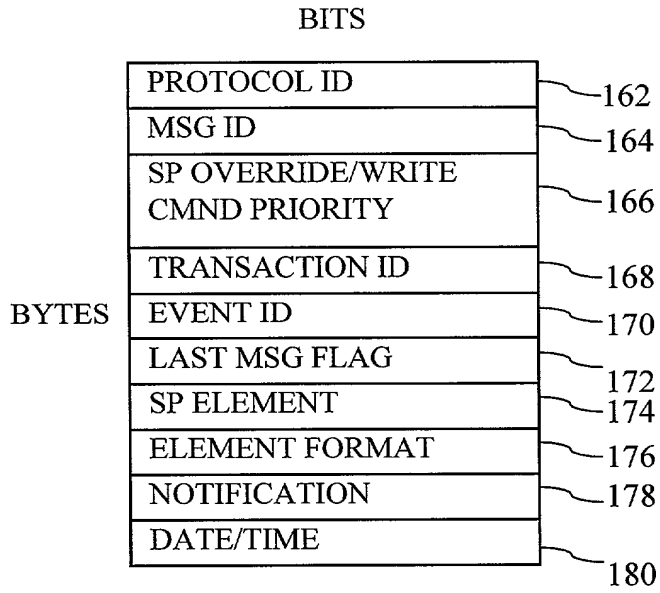 BITS
PROTOCOL ID
162
MSG ID
164
SP OVERRIDE/WRITE
CMND PRIORITY
166
TRANSACTION ID
168
BYTES
EVENT ID
170
LAST MSG FLAG
172
SP ELEMENT
174
ELEMENT FORMAT
176
NOTIFICATION
178
DATE/TIME
180